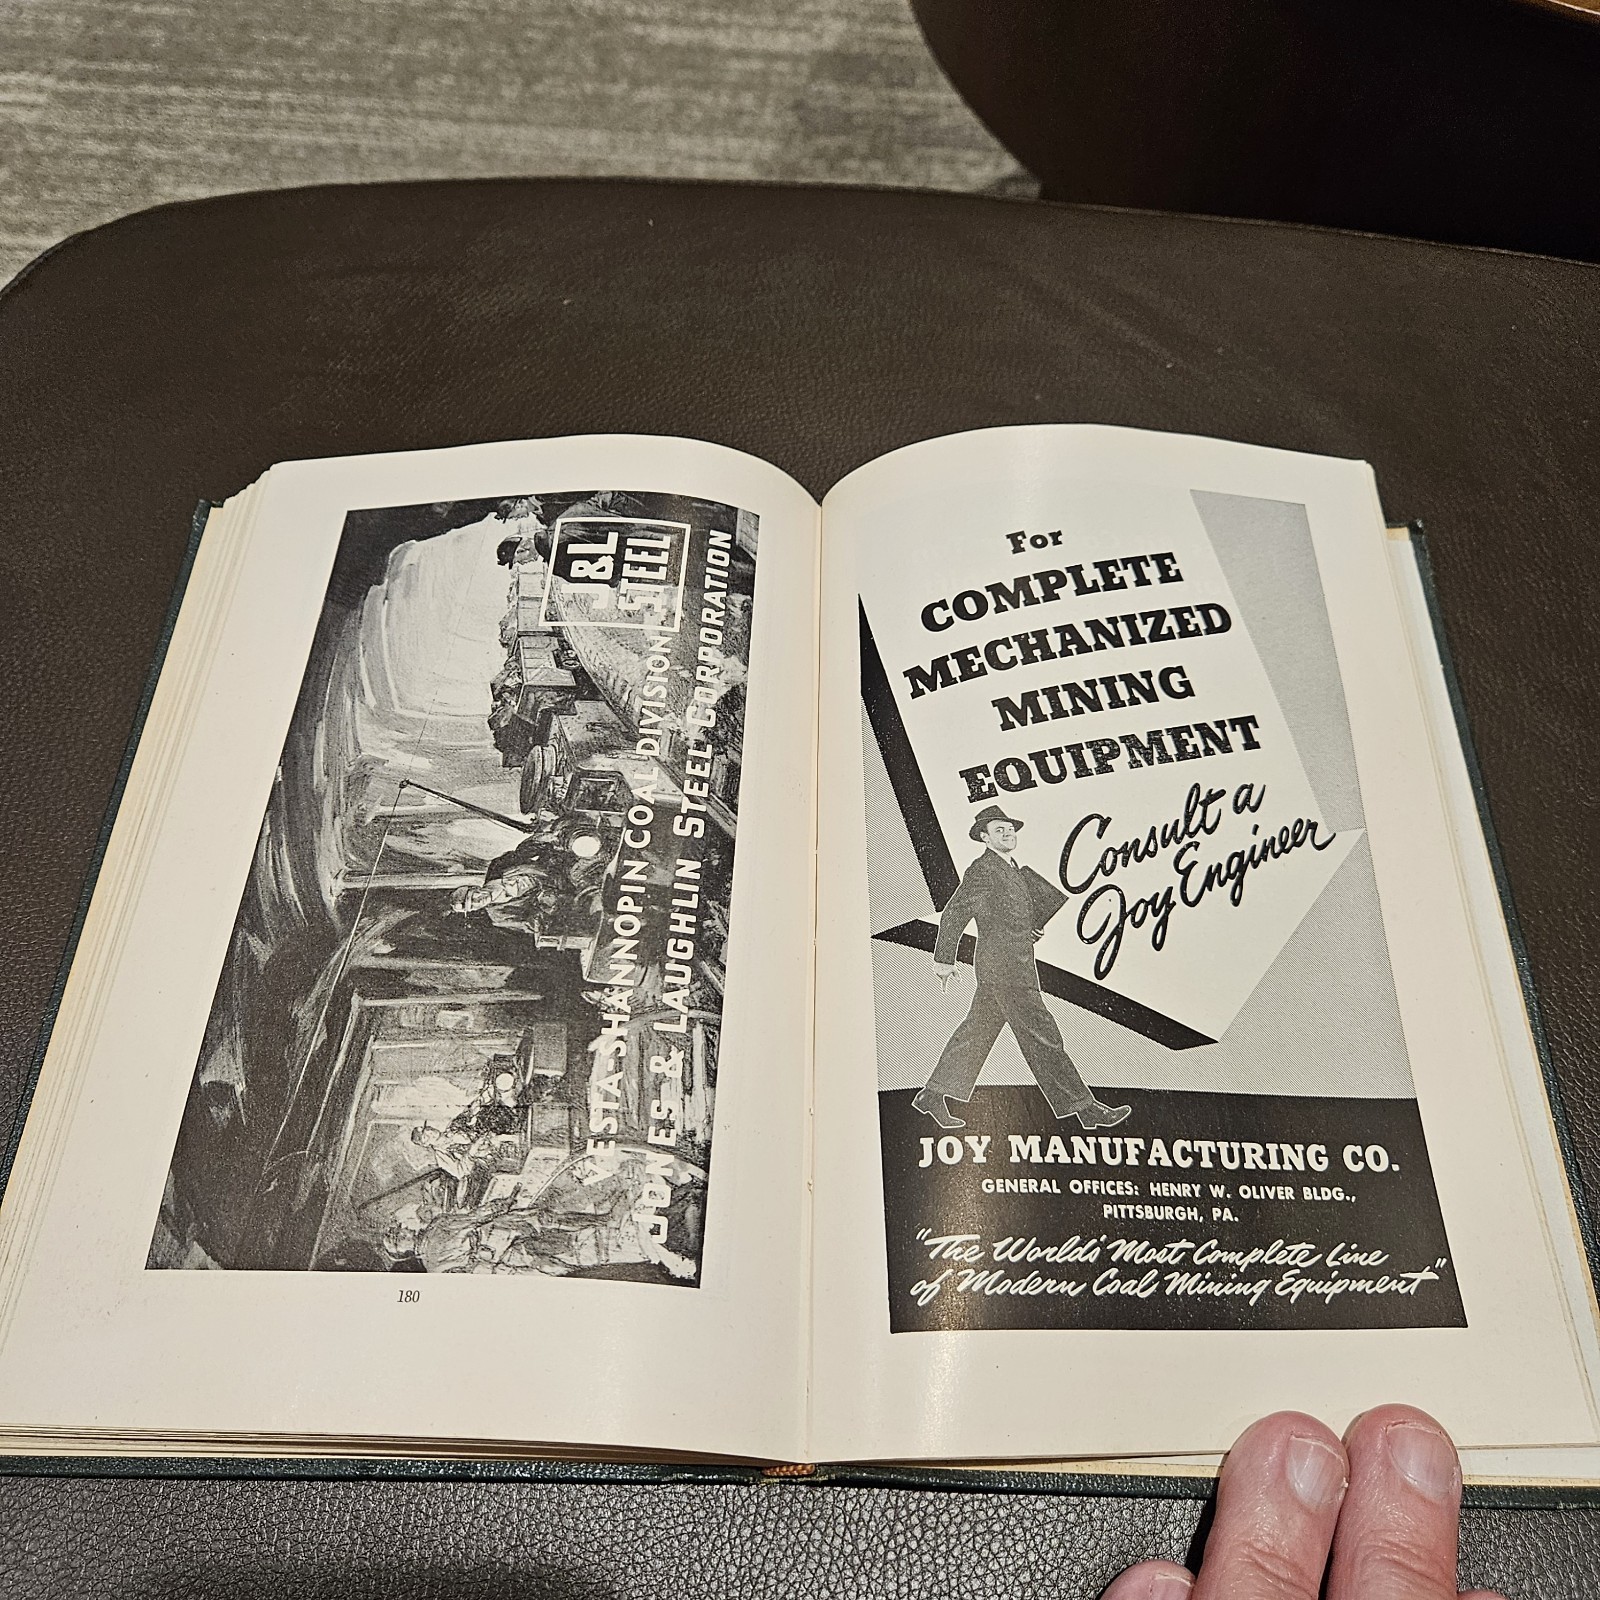 J&L
STEEL
VESTA-SHANNOPIN COAL DIVISION
JONES & LAUGHLIN STEEL CORPORATION
180
For
COMPLETE
MECHANIZED
MINING
EQUIPMENT
Consult a
Joy Engineer
JOY MANUFACTURING CO.
GENERAL OFFICES: HENRY W. OLIVER BLDG.,
PITTSBURGH, PA.
"The World's Most Complete Line
of Modern Coal Mining Equipment"